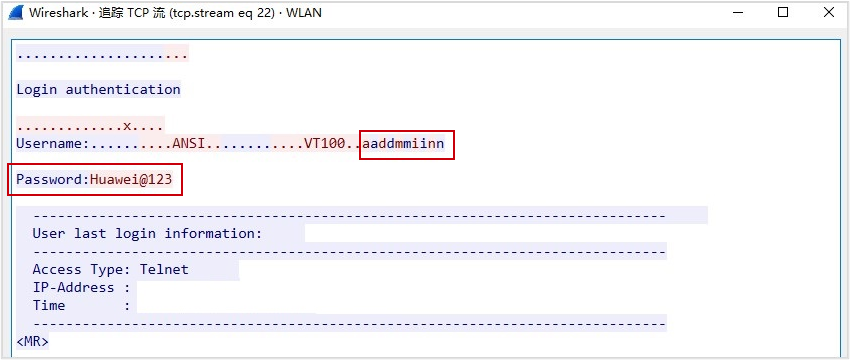 Wireshark · 追踪 TCP 流 (tcp.stream eq 22) · WLAN
.....................
Login authentication
.............x....
Username:..........ANSI............VT100..aaddmmiinn
Password:Huawei@123
-----------------------------------------------------------------------------
User last login information:
-----------------------------------------------------------------------------
Access Type: Telnet
IP-Address :
Time :
-----------------------------------------------------------------------------
<MR>